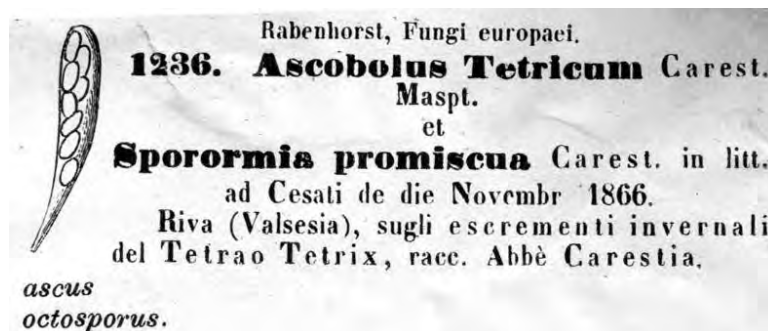 Rabenhorst, Fungi europaei.
1236. Ascobolus Tetricum Carest.
Maspt.
et
Sporormia promiscua Carest. in litt.
ad Cesati de die Novembr 1866.
Riva (Valsesia), sugli escrementi invernali
del Tetrao Tetrix, racc. Abbè Carestia.
ascus
octosporus.